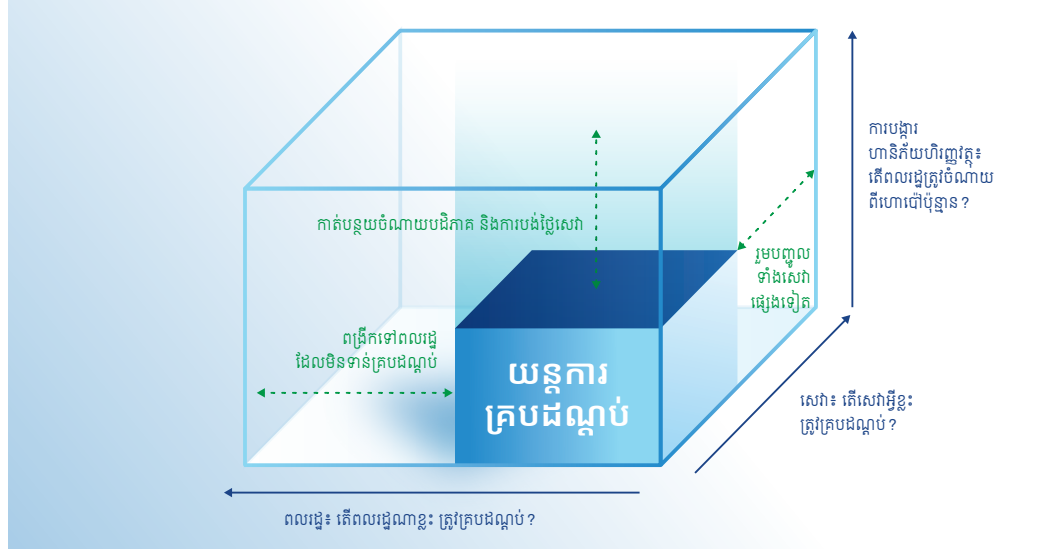 ការបង្ការ
ហានិភ័យហិរញ្ញវត្ថុ៖
តើពលរដ្ឋត្រូវចំណាយ
ពីហោប៉ៅប៉ុន្មាន?
កាត់បន្ថយចំណាយបដិភាគ និងការបង់ថ្លៃសេវា
រួមបញ្ចូល
ទាំងសេវា
ផ្សេងទៀត
ពង្រីកទៅពលរដ្ឋ
ដែលមិនទាន់គ្របដណ្តប់
យន្តការ
គ្របដណ្តប់
សេវា៖ តើសេវាអ្វីខ្លះ
ត្រូវគ្របដណ្តប់?
ពលរដ្ឋ៖ តើពលរដ្ឋណាខ្លះ ត្រូវគ្របដណ្តប់?